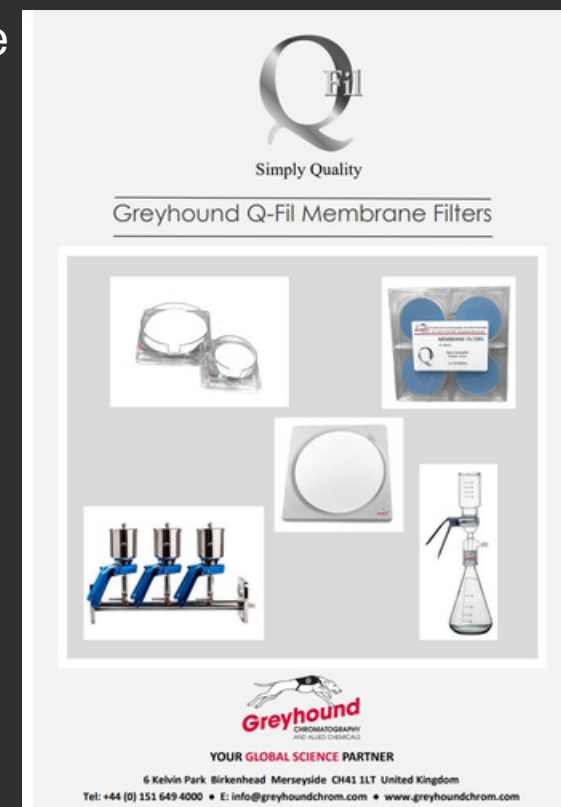 e
Q
Fil
Simply Quality
Greyhound Q-Fil Membrane Filters
MEMBRANE FILTERS
Q
Greyhound
CHROMATOGRAPHY
AND ALLIED CHEMICALS
YOUR GLOBAL SCIENCE PARTNER
6 Kelvin Park Birkenhead Merseyside CH41 1LT United Kingdom
Tel: +44 (0) 151 649 4000 • E: info@greyhoundchrom.com • www.greyhoundchrom.com